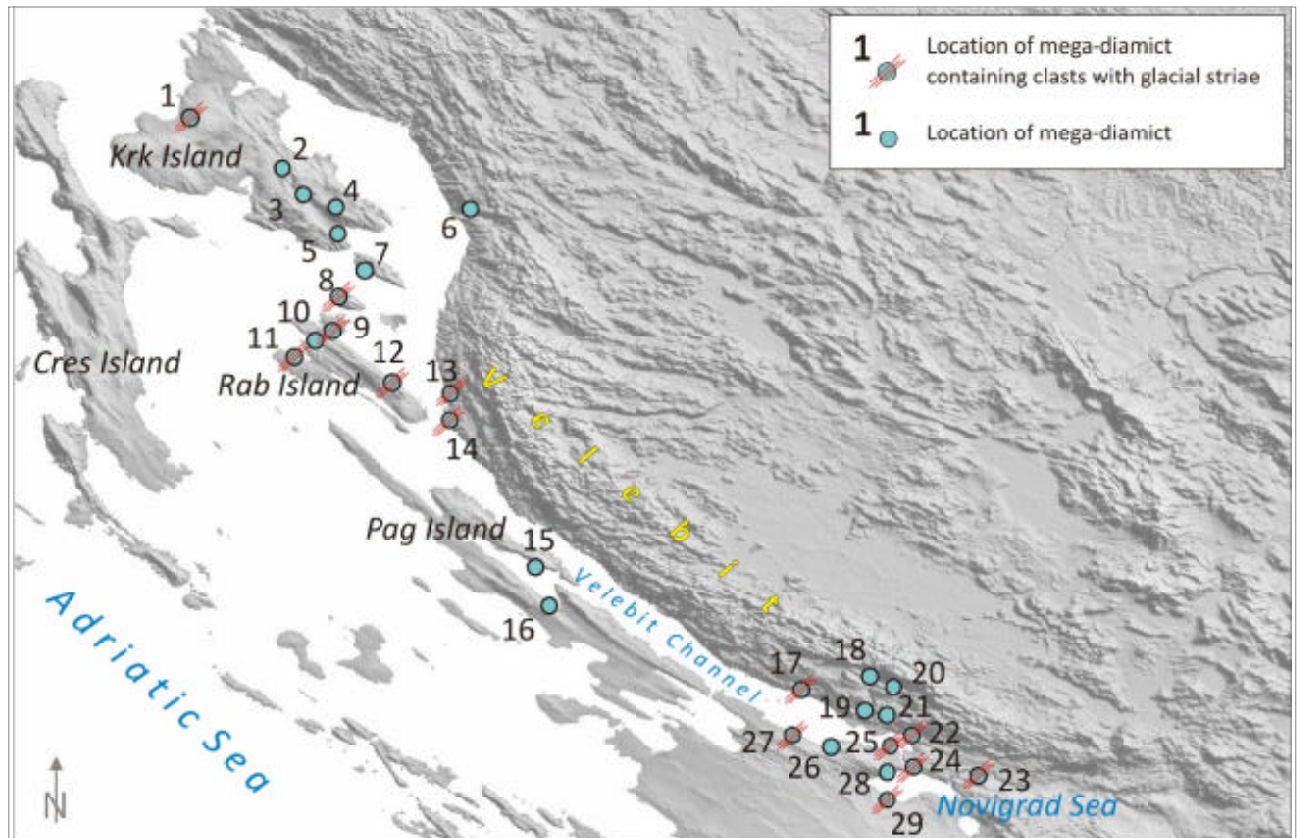 1 Location of mega-diamict
containing clasts with glacial striae
1 Location of mega-diamict
1
Krk Island
2
3
4
5
6
7
8
9
10
11
12
Cres Island
Rab Island
13
14
Velebit
Pag Island
15
16
Velebit Channel
Adriatic Sea
17
18
19
20
21
22
23
24
25
26
27
28
29
Novigrad Sea
N